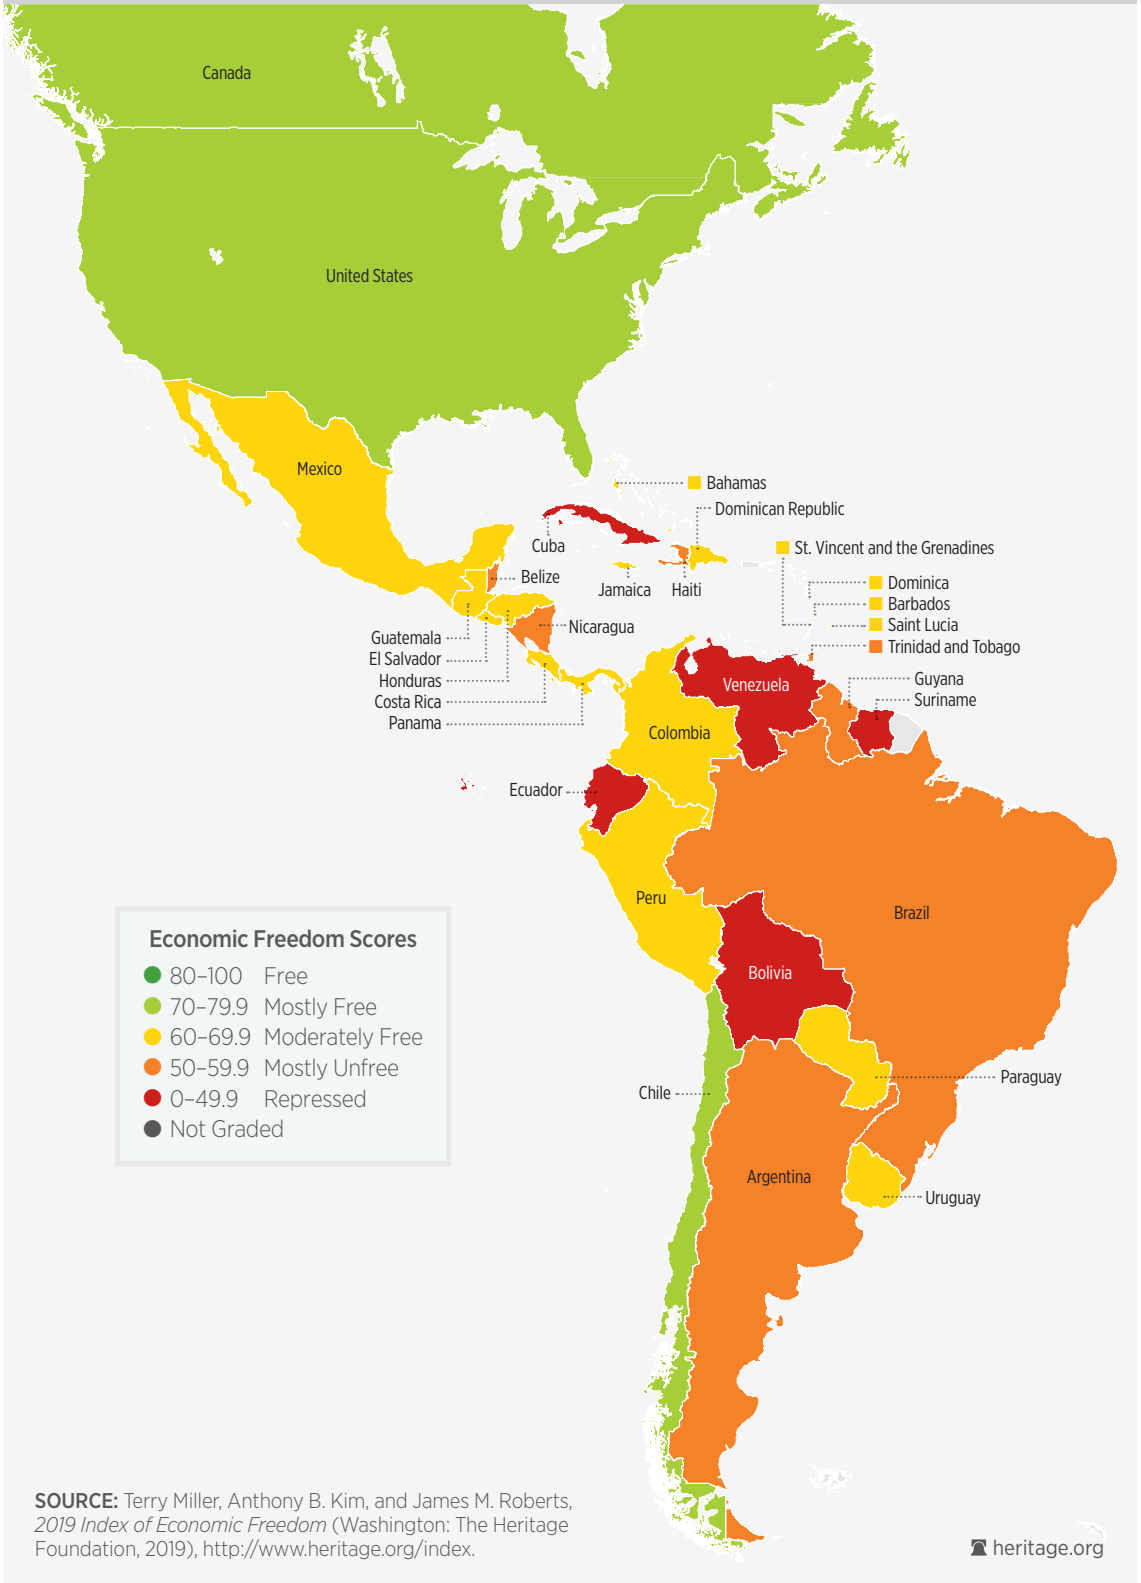 Canada
United States
Mexico
Bahamas
Dominican Republic
Cuba
St. Vincent and the Grenadines
Belize
Jamaica
Haiti
Dominica
Barbados
Saint Lucia
Trinidad and Tobago
Guatemala
Nicaragua
El Salvador
Honduras
Costa Rica
Panama
Guyana
Suriname
Venezuela
Colombia
Ecuador
Peru
Brazil
Bolivia
Paraguay
Chile
Argentina
Uruguay
Economic Freedom Scores
80–100 Free
70–79.9 Mostly Free
60–69.9 Moderately Free
50–59.9 Mostly Unfree
0–49.9 Repressed
Not Graded
SOURCE: Terry Miller, Anthony B. Kim, and James M. Roberts,
2019 Index of Economic Freedom (Washington: The Heritage
Foundation, 2019), http://www.heritage.org/index.
heritage.org